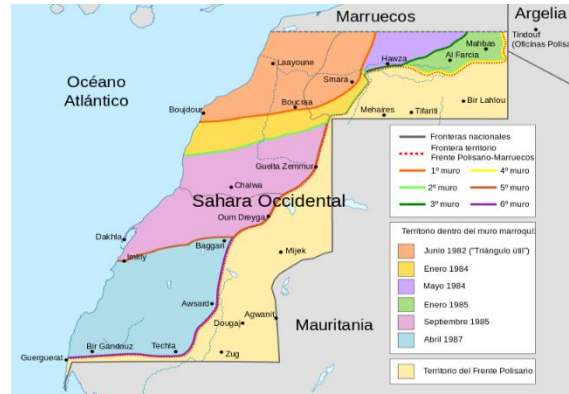 Marruecos
Argelia
Tindouf
(Oficinas Polisa
Océano
Atlántico
Laayoune
Hawza
Mahbas
Al Farcia
Smara
Boucraa
Boujdour
Mehaires
Tifariti
Bir Lahlou
Guelta Zemmur
Chalwa
Sahara Occidental
Oum Dreyga
Dakhla
Imlily
Baggari
Mijek
Awsard
Agwanit
Dougaj
Mauritania
Bir Gandouz
Techla
Zug
Guerguerat
Fronteras nacionales
Frontera territorio
Frente Polisario-Marruecos
1º muro
4º muro
2º muro
5º muro
3º muro
6º muro
Territorio dentro del muro marroquí:
Junio 1982 ("Triángulo útil")
Enero 1984
Mayo 1984
Enero 1985
Septiembre 1985
Abril 1987
Territorio del Frente Polisario